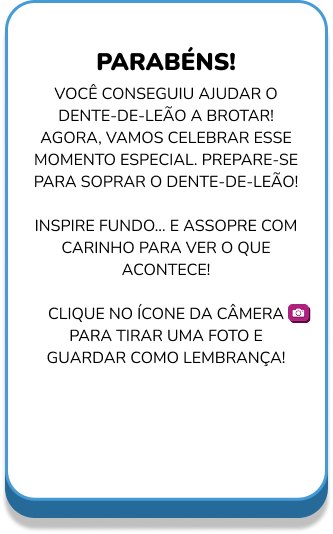 PARABÉNS!
VOCÊ CONSEGUIU AJUDAR O
DENTE-DE-LEÃO A BROTAR!
AGORA, VAMOS CELEBRAR ESSE
MOMENTO ESPECIAL. PREPARE-SE
PARA SOPRAR O DENTE-DE-LEÃO!
INSPIRE FUNDO... E ASSOPRE COM
CARINHO PARA VER O QUE
ACONTECE!
CLIQUE NO ÍCONE DA CÂMERA
PARA TIRAR UMA FOTO E
GUARDAR COMO LEMBRANÇA!